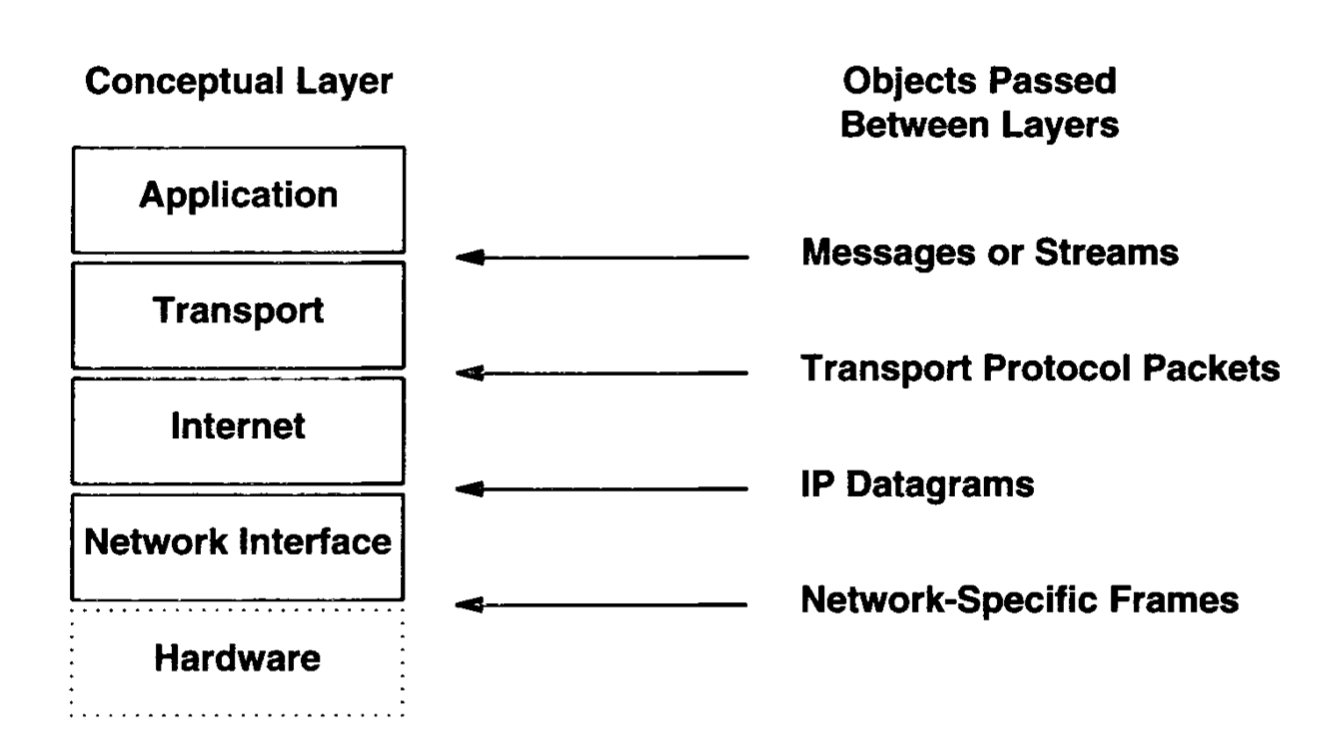 Conceptual Layer
Objects Passed
Between Layers
Application
Messages or Streams
Transport
Transport Protocol Packets
Internet
IP Datagrams
Network Interface
Network-Specific Frames
Hardware